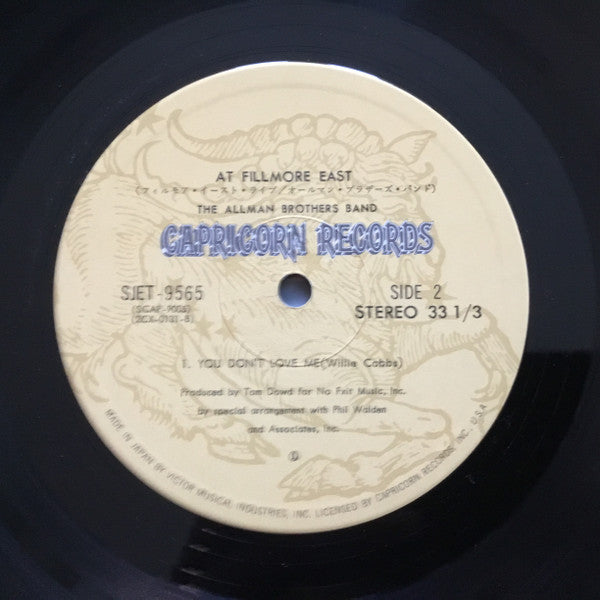 AT FILLMORE EAST
(フィルモア・イースト・ライブ/オールマン・ブラザーズ・バンド)
THE ALLMAN BROTHERS BAND
CAPRICORN RECORDS
SJET-9565
SIDE 2
(2CX-0131-B)
STEREO 33 1/3
1. YOU DON'T LOVE ME(Willie Cobbs)
Produced by Tom Dowd for No Exit Music, Inc.
By special arrangement with Phil Walden
and Associates, Inc.
Ⓟ
MADE IN JAPAN BY VICTOR MUSICAL INDUSTRIES, INC. LICENSED BY CAPRICORN RECORDS, INC. U.S.A